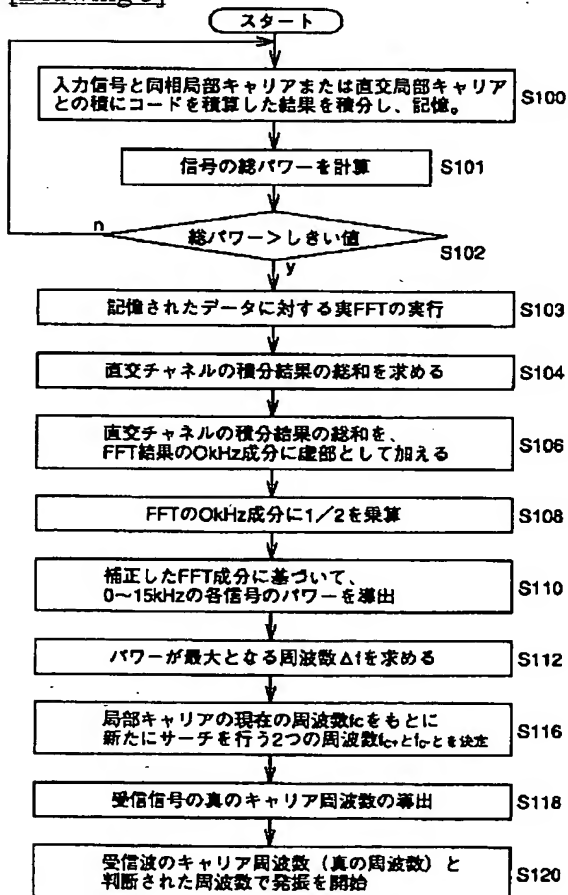 [Drawing 5]
スタート
入力信号と同相局部キャリアまたは直交局部キャリア
との積にコードを積算した結果を積分し、記憶。
S100
信号の総パワーを計算
S101
n
総パワー>しきい値
S102
y
記憶されたデータに対する実FFTの実行
S103
直交チャネルの積分結果の総和を求める
S104
直交チャネルの積分結果の総和を、
FFT結果の0kHz成分に虚部として加える
S106
FFTの0kHz成分に1/2を乗算
S108
補正したFFT成分に基づいて、
0~15kHzの各信号のパワーを導出
S110
パワーが最大となる周波数Δfを求める
S112
局部キャリアの現在の周波数fcをもとに
新たにサーチを行う2つの周波数fc+とfc-とを決定
S116
受信信号の真のキャリア周波数の導出
S118
受信波のキャリア周波数(真の周波数)と
判断された周波数で発振を開始
S120